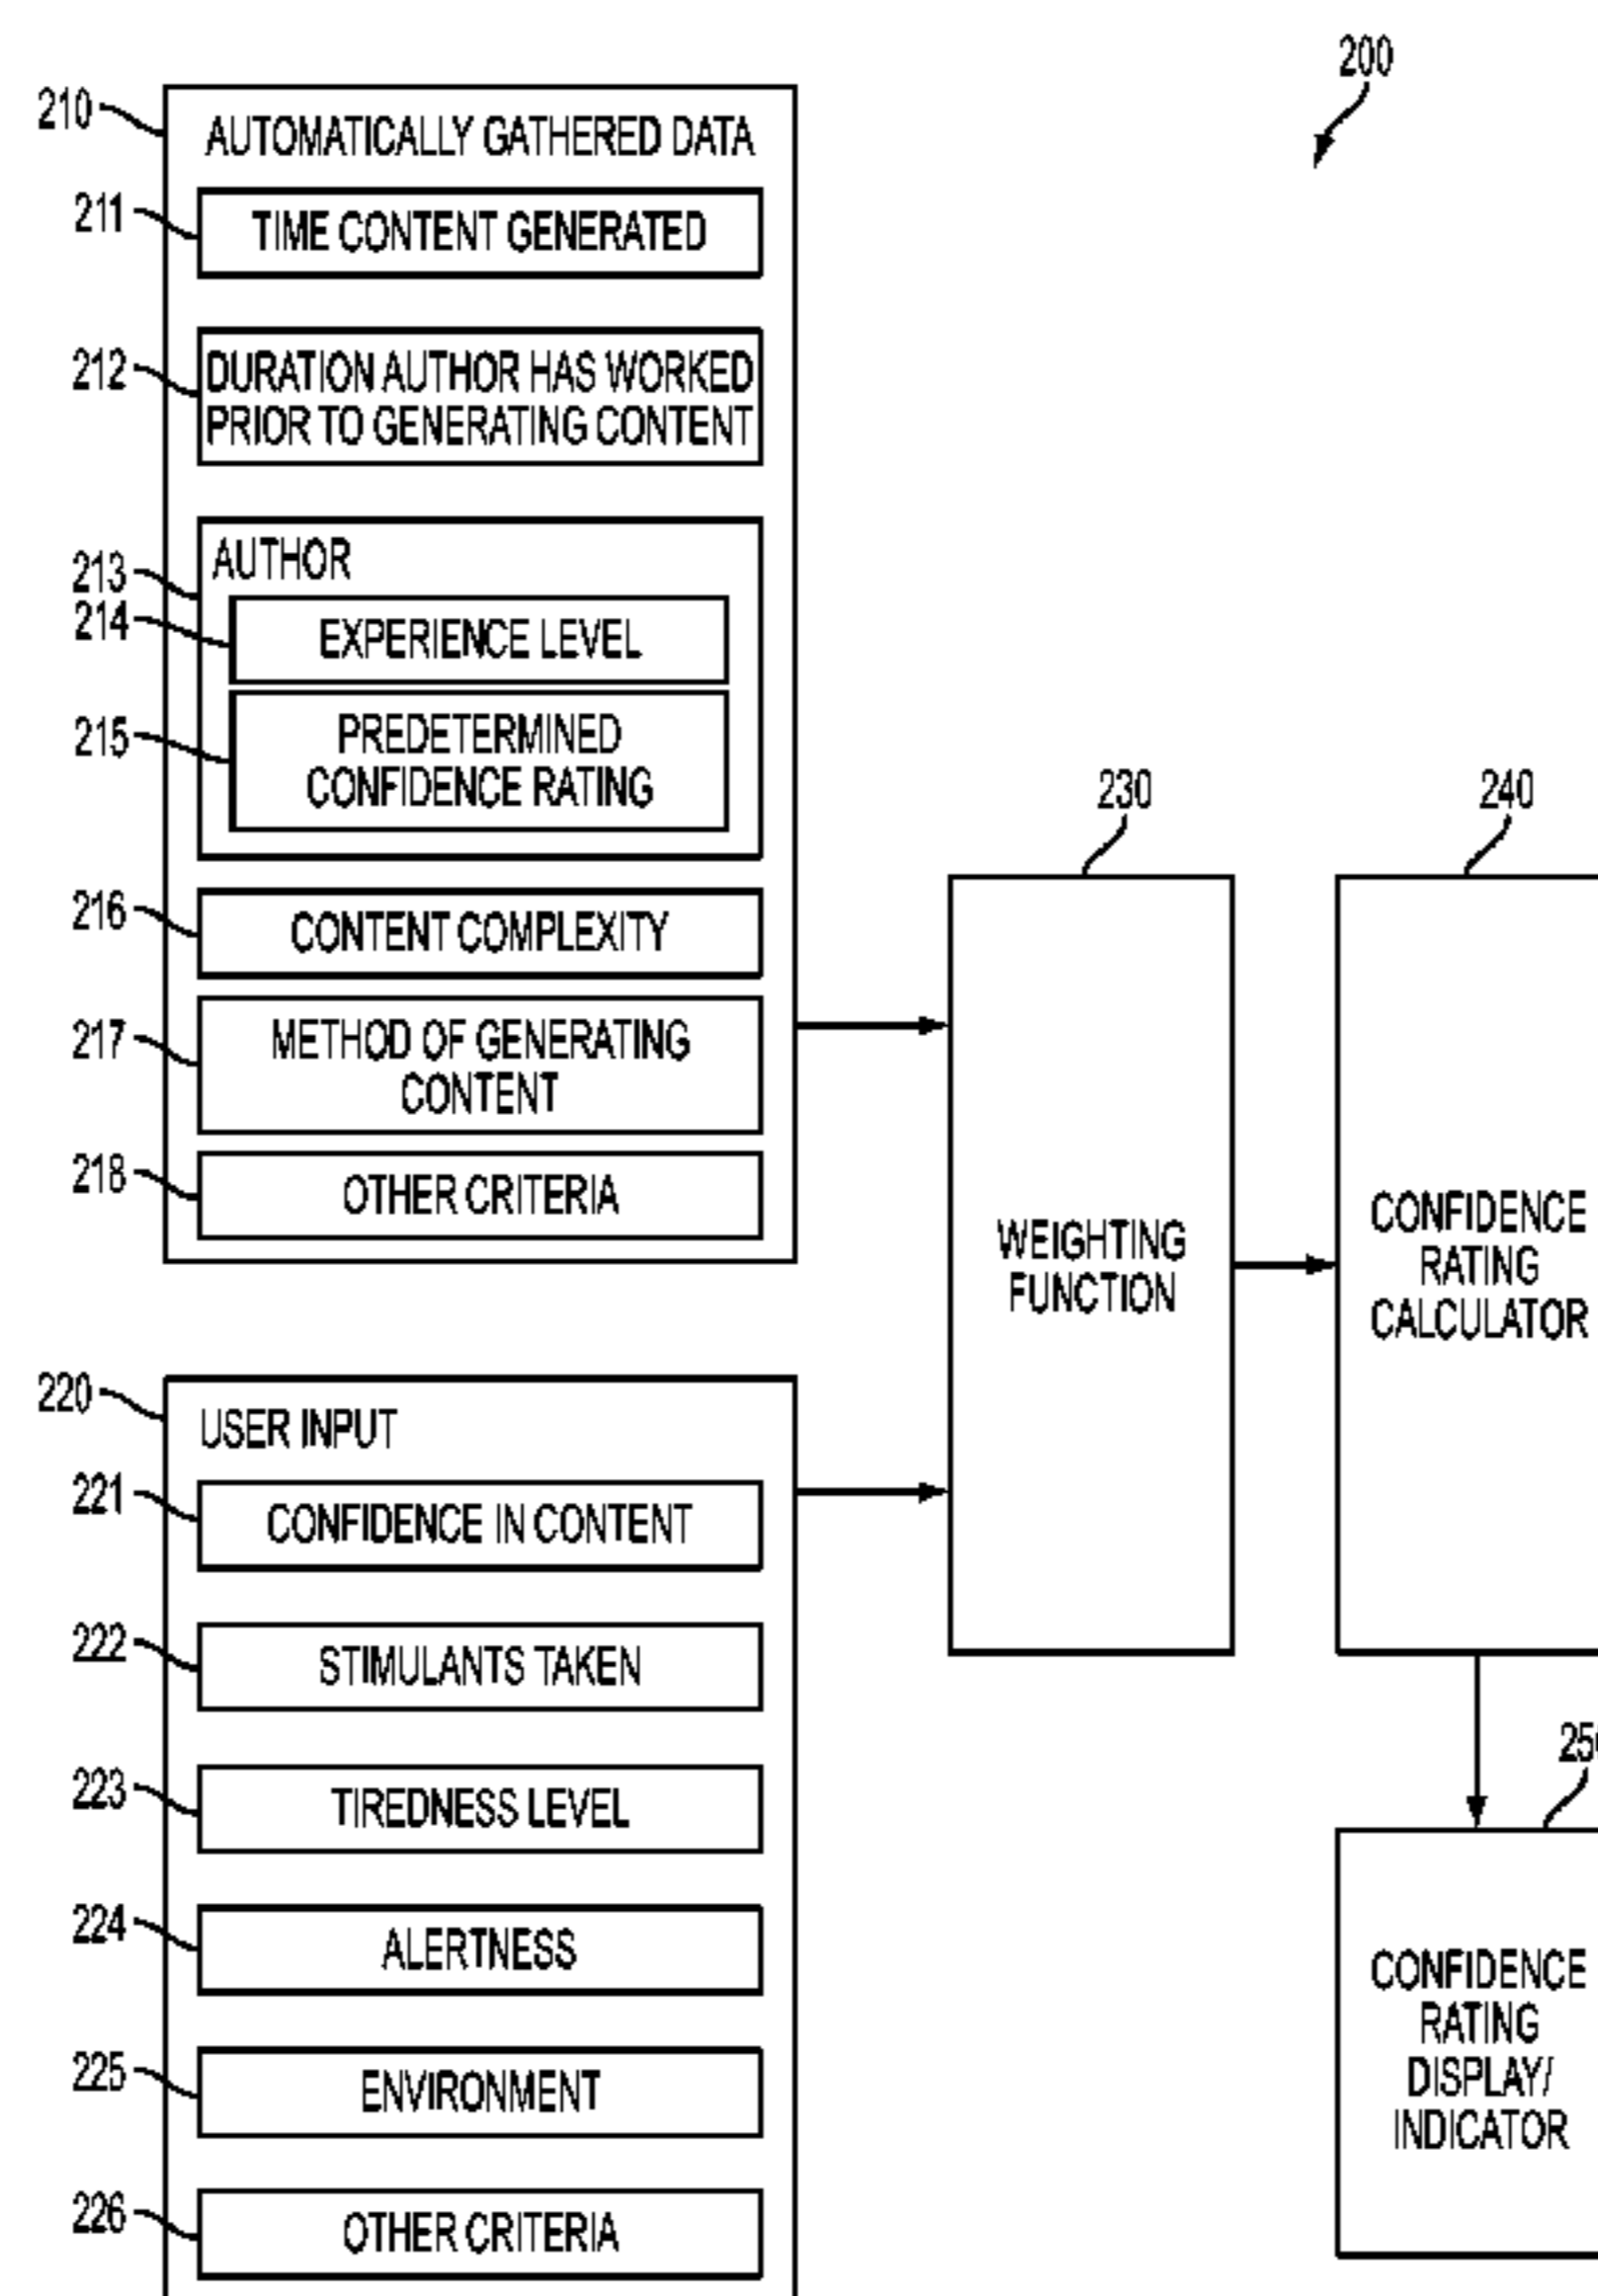 200
210
AUTOMATICALLY GATHERED DATA
211
TIME CONTENT GENERATED
212
DURATION AUTHOR HAS WORKED
PRIOR TO GENERATING CONTENT
213
AUTHOR
214
EXPERIENCE LEVEL
215
PREDETERMINED
CONFIDENCE RATING
216
CONTENT COMPLEXITY
217
METHOD OF GENERATING
CONTENT
218
OTHER CRITERIA
220
USER INPUT
221
CONFIDENCE IN CONTENT
222
STIMULANTS TAKEN
223
TIREDNESS LEVEL
224
ALERTNESS
225
ENVIRONMENT
226
OTHER CRITERIA
230
WEIGHTING
FUNCTION
240
CONFIDENCE
RATING
CALCULATOR
CONFIDENCE
RATING
DISPLAY/
INDICATOR